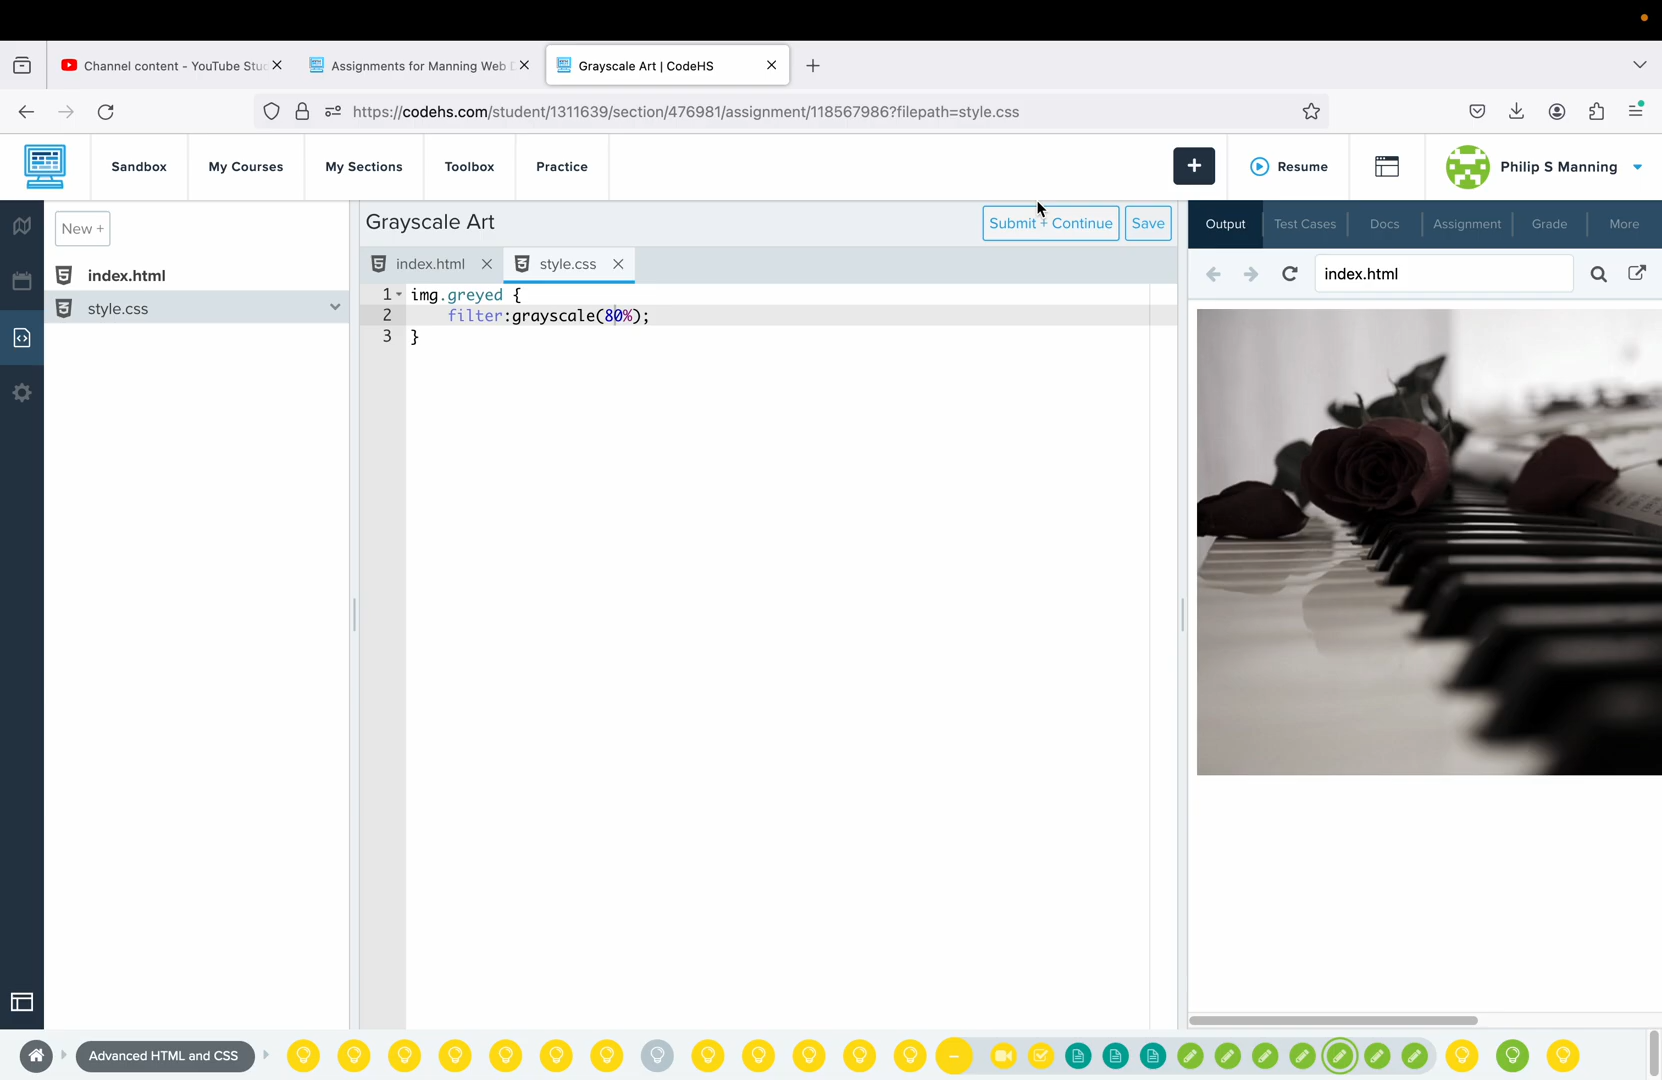 Channel content - YouTube Stu
Assignments for Manning Web D
Grayscale Art | CodeHS
https://codehs.com/student/1311639/section/476981/assignment/118567986?filepath=style.css
Sandbox
My Courses
My Sections
Toolbox
Practice
+
Resume
Philip S Manning
New +
Grayscale Art
Submit + Continue
Save
Output
Test Cases
Docs
Assignment
Grade
More
index.html
style.css
index.html
style.css
index.html
1 img.greyed {
2 filter:grayscale(80%);
3 }
Advanced HTML and CSS